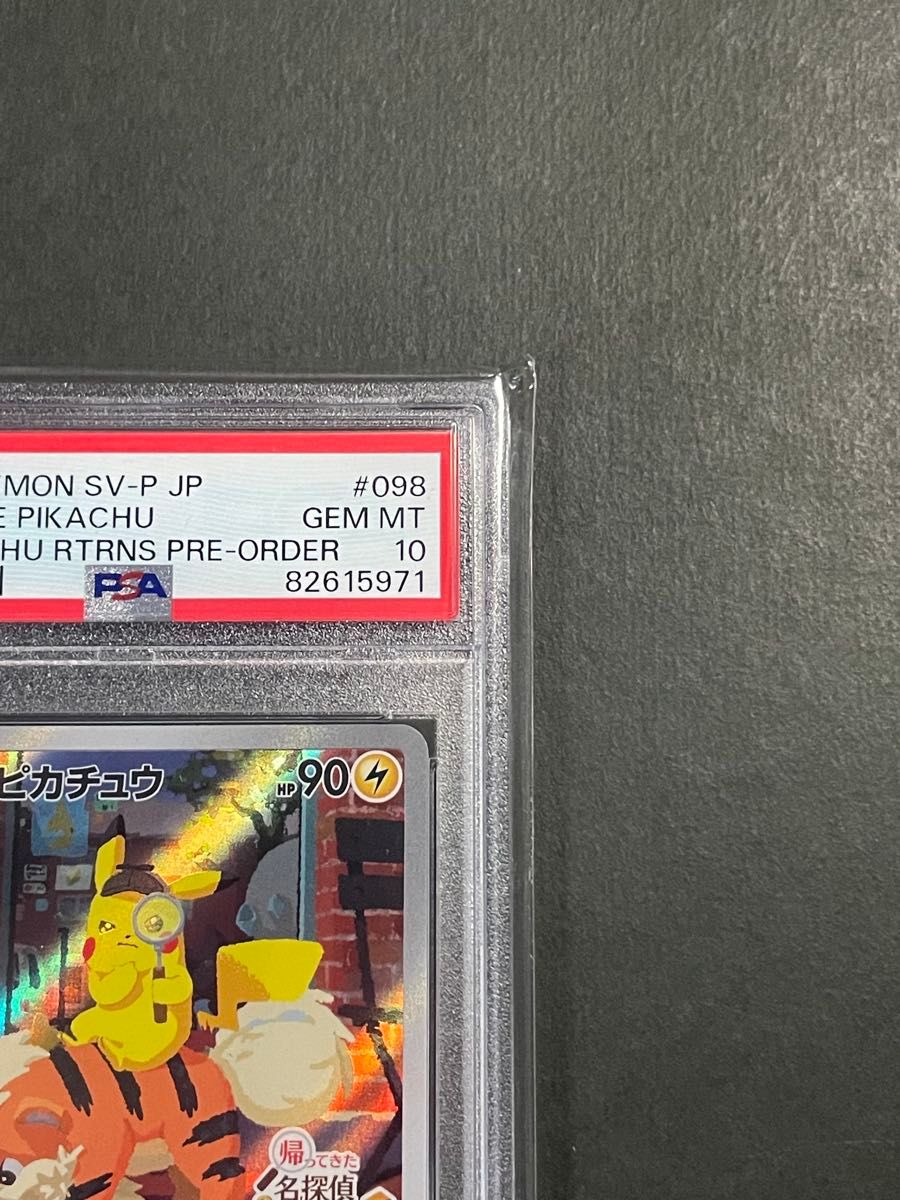 MON SV-P JP #098
E PIKACHU GEM MT
HU RTRNS PRE-ORDER 10
PSA 82615971
ピカチュウ HP90
帰ってきた
名探偵